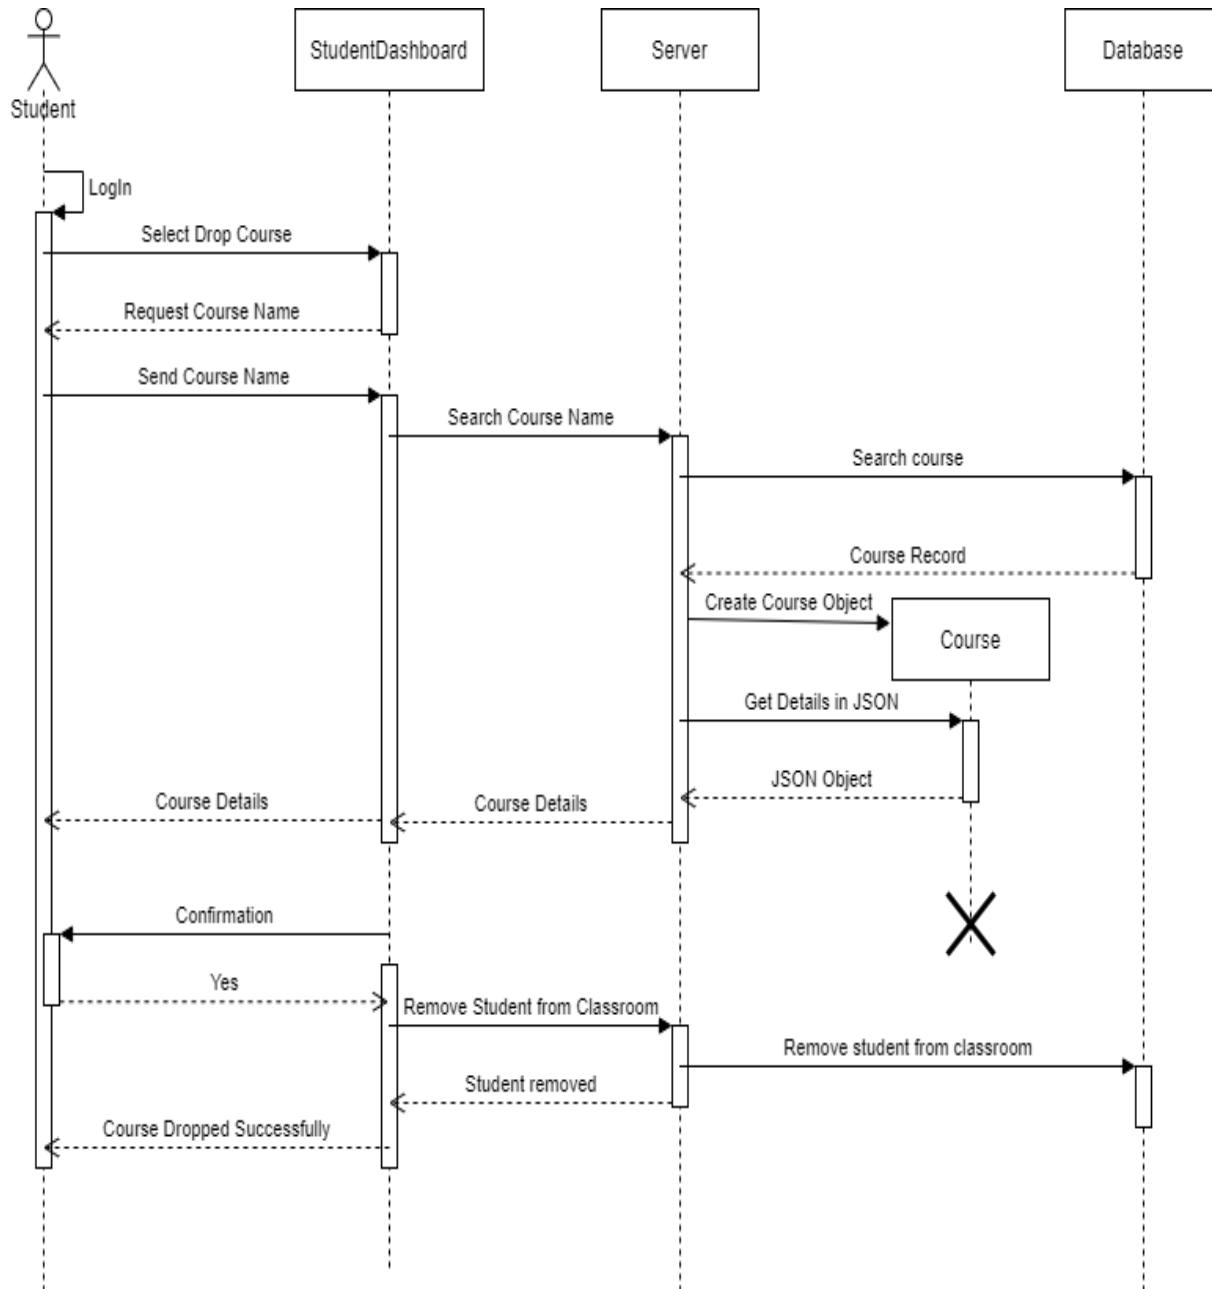 StudentDashboard
Server
Database
Student
LogIn
Select Drop Course
Request Course Name
Send Course Name
Search Course Name
Search course
Course Record
Create Course Object
Course
Get Details in JSON
JSON Object
Course Details
Course Details
Confirmation
Yes
Remove Student from Classroom
Remove student from classroom
Student removed
Course Dropped Successfully